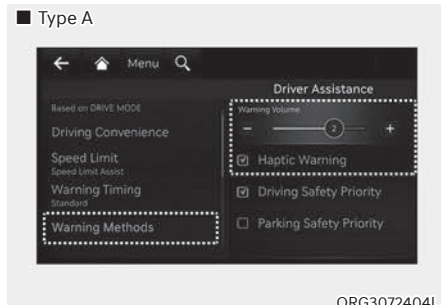 ■ Type A
Menu
Driver Assistance
Based on DRIVE MODE
Driving Convenience
Speed Limit
Speed Limit Assist
Warning Timing
Standard
Warning Methods
Warning Volume
− 2 +
Haptic Warning
Driving Safety Priority
Parking Safety Priority
ORG3072404L